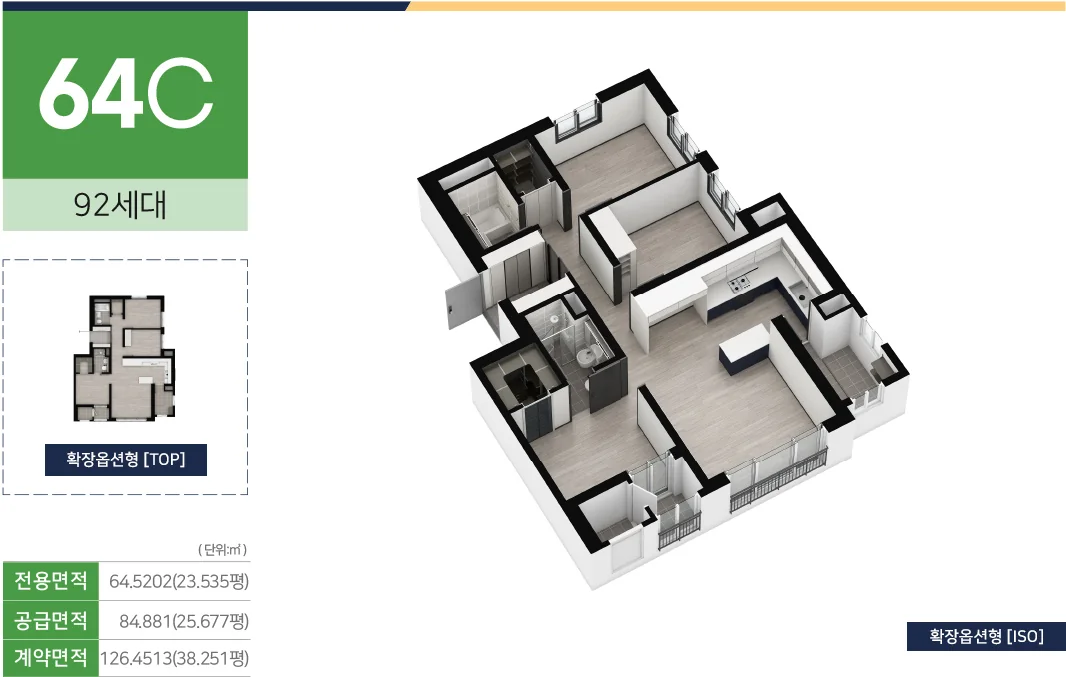 64C
92세대
확장옵션형 [TOP]
(단위:㎡)
전용면적 64.5202(23.535평)
공급면적 84.881(25.677평)
계약면적 126.4513(38.251평)
확장옵션형 [ISO]